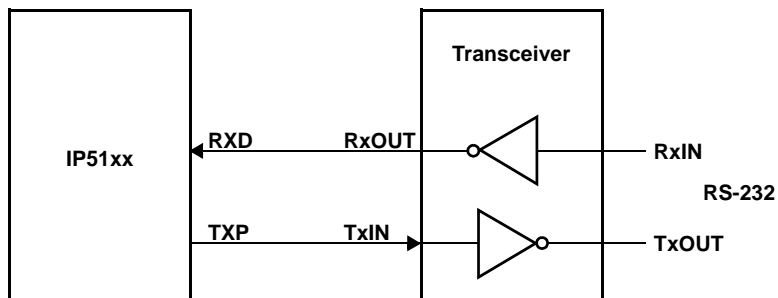 Transceiver
RXD RxOUT
IP51xx
RxIN
RS-232
TXP TxIN
TxOUT